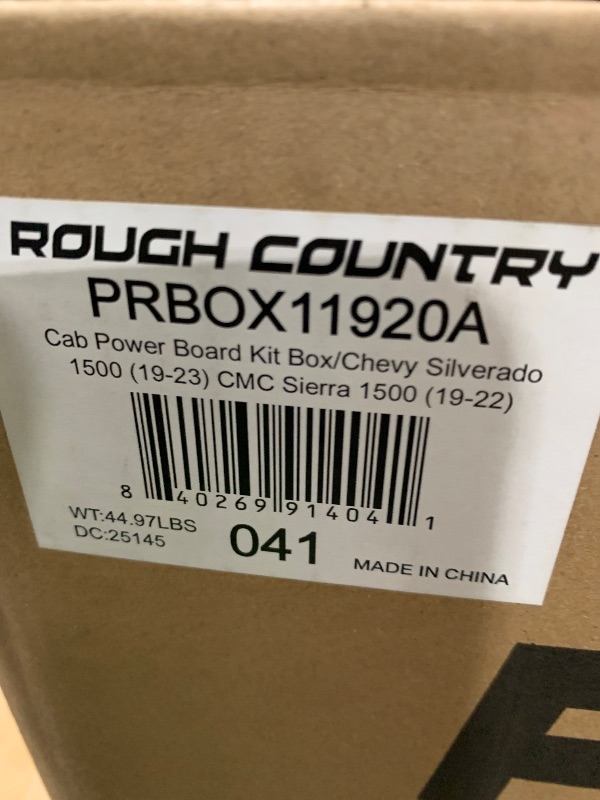 ROUGH COUNTRY
PRBOX11920A
Cab Power Board Kit Box/Chevy Silverado
1500 (19-23) CMC Sierra 1500 (19-22)
8 40269 91404 1
WT:44.97LBS
DC:25145
041
MADE IN CHINA